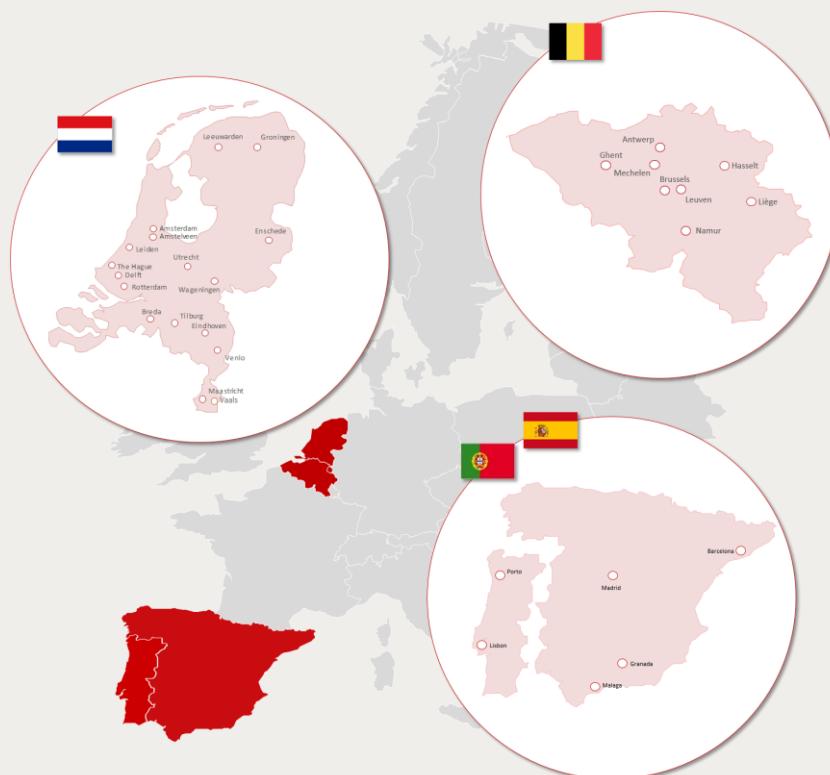 Leeuwarden
Groningen
Amsterdam
Amstelveen
Enschede
Leiden
Utrecht
The Hague
Delft
Rotterdam
Wageningen
Breda
Tilburg
Eindhoven
Venlo
Maastricht
Vaals
Antwerp
Ghent
Mechelen
Hasselt
Brussels
Leuven
Liège
Namur
Barcelona
Porto
Madrid
Lisbon
Granada
Malaga